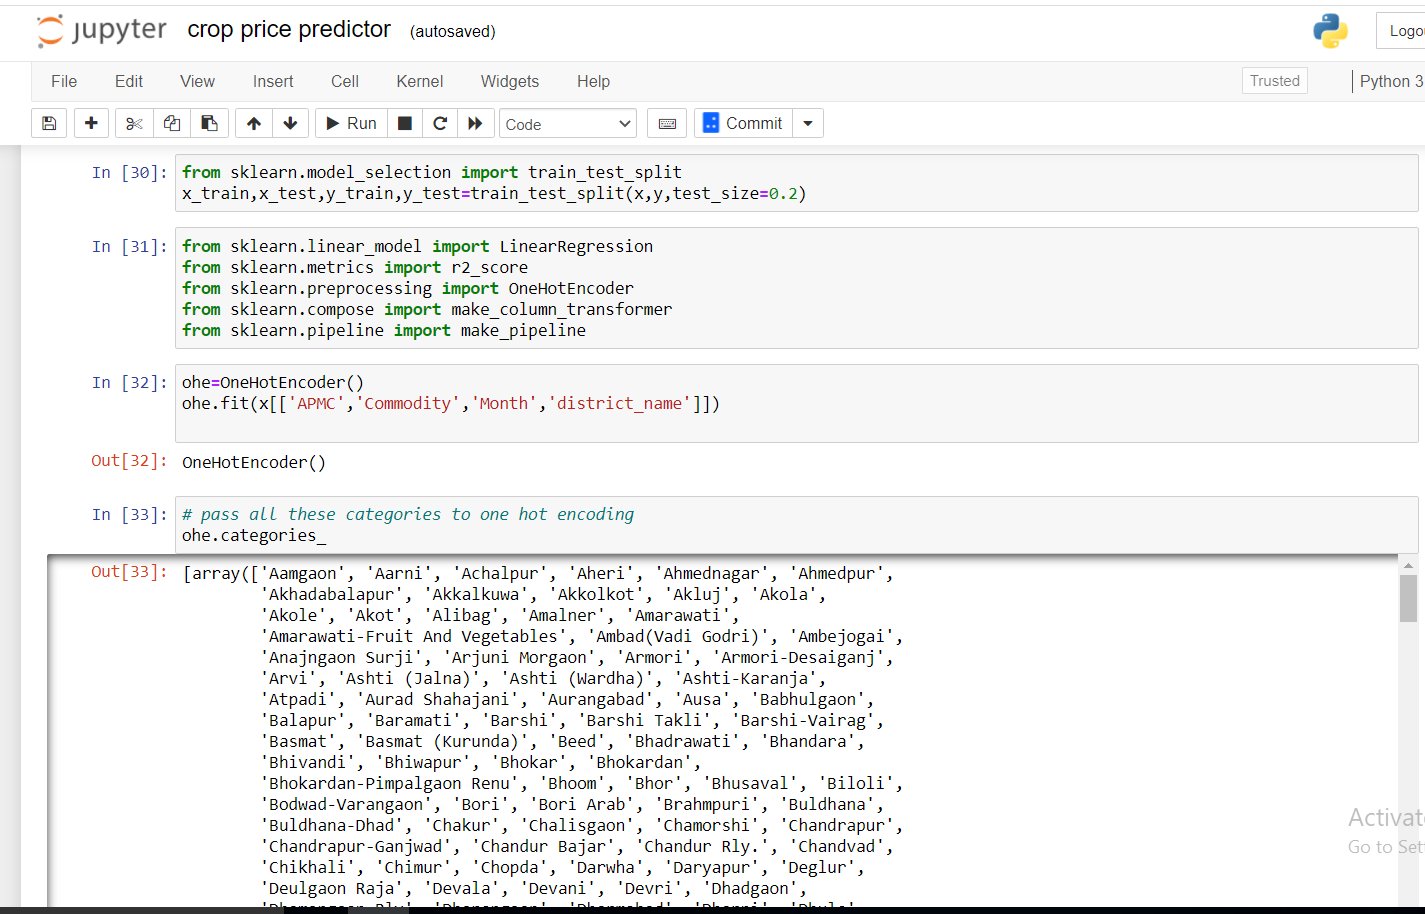 jupyter crop price predictor (autosaved)
Logo
File Edit View Insert Cell Kernel Widgets Help Trusted Python 3
Run Code Commit
In [30]: from sklearn.model_selection import train_test_split
x_train,x_test,y_train,y_test=train_test_split(x,y,test_size=0.2)
In [31]: from sklearn.linear_model import LinearRegression
from sklearn.metrics import r2_score
from sklearn.preprocessing import OneHotEncoder
from sklearn.compose import make_column_transformer
from sklearn.pipeline import make_pipeline
In [32]: ohe=OneHotEncoder()
ohe.fit(x[['APMC','Commodity','Month','district_name']])
Out[32]: OneHotEncoder()
In [33]: # pass all these categories to one hot encoding
ohe.categories_
Out[33]: [array(['Aamgaon', 'Aarni', 'Achalpur', 'Aheri', 'Ahmednagar', 'Ahmedpur',
'Akhadabalapur', 'Akkalkuwa', 'Akkolkot', 'Akluj', 'Akola',
'Akole', 'Akot', 'Alibag', 'Amalner', 'Amarawati',
'Amarawati-Fruit And Vegetables', 'Ambad(Vadi Godri)', 'Ambejogai',
'Anajngaon Surji', 'Arjuni Morgaon', 'Armori', 'Armori-Desaiganj',
'Arvi', 'Ashti (Jalna)', 'Ashti (Wardha)', 'Ashti-Karanja',
'Atpadi', 'Aurad Shahajani', 'Aurangabad', 'Ausa', 'Babhulgaon',
'Balapur', 'Baramati', 'Barshi', 'Barshi Takli', 'Barshi-Vairag',
'Basmat', 'Basmat (Kurunda)', 'Beed', 'Bhadrawati', 'Bhandara',
'Bhivandi', 'Bhiwapur', 'Bhokar', 'Bhokardan',
'Bhokardan-Pimpalgaon Renu', 'Bhoom', 'Bhor', 'Bhusaval', 'Biloli',
'Bodwad-Varangaon', 'Bori', 'Bori Arab', 'Brahmpuri', 'Buldhana',
'Buldhana-Dhad', 'Chakur', 'Chalisgaon', 'Chamorshi', 'Chandrapur',
'Chandrapur-Ganjwad', 'Chandur Bajar', 'Chandur Rly.', 'Chandvad',
'Chikhali', 'Chimur', 'Chopda', 'Darwha', 'Daryapur', 'Deglur',
'Deulgaon Raja', 'Devala', 'Devani', 'Devri', 'Dhadgaon',
Activat
Go to Set